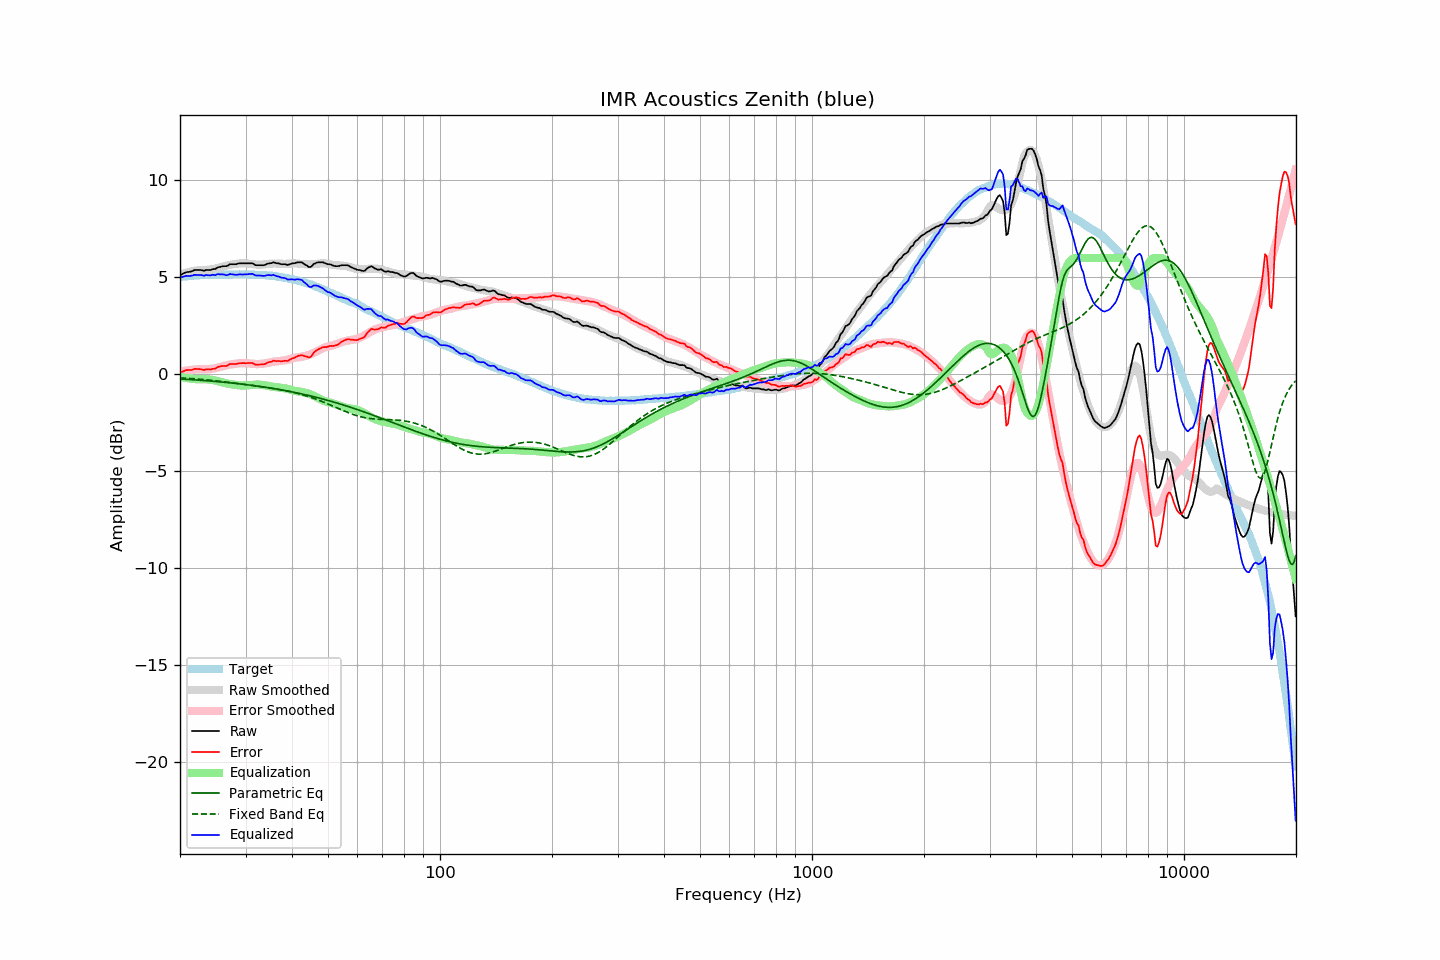 IMR Acoustics Zenith (blue)
10
5
0
−5
−10
−15
−20
Amplitude (dBr)
Target
Raw Smoothed
Error Smoothed
Raw
Error
Equalization
Parametric Eq
Fixed Band Eq
Equalized
100
1000
10000
Frequency (Hz)